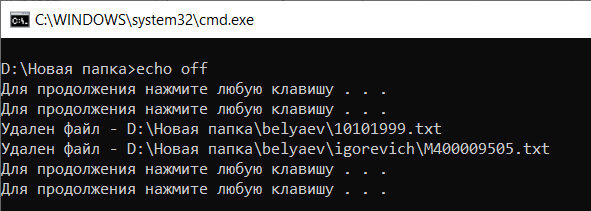 C:\WINDOWS\system32\cmd.exe
D:\Новая папка>echo off
Для продолжения нажмите любую клавишу . . .
Для продолжения нажмите любую клавишу . . .
Удален файл - D:\Новая папка\belyaev\10101999.txt
Удален файл - D:\Новая папка\belyaev\igorevich\M400009505.txt
Для продолжения нажмите любую клавишу . . .
Для продолжения нажмите любую клавишу . . .